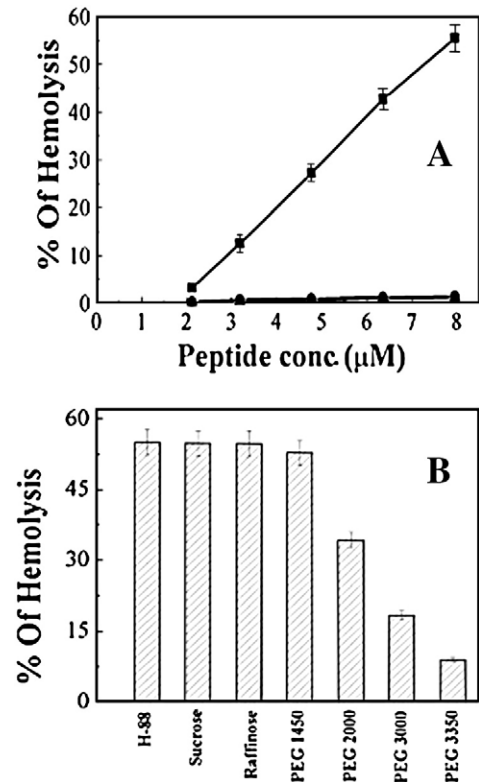 60
50
40
30
20
10
0
% Of Hemolysis
A
0 1 2 3 4 5 6 7 8
Peptide conc. (μM)
60
45
30
15
0
% Of Hemolysis
B
H-88
Sucrose
Raffinose
PEG 1450
PEG 2000
PEG 3000
PEG 3350